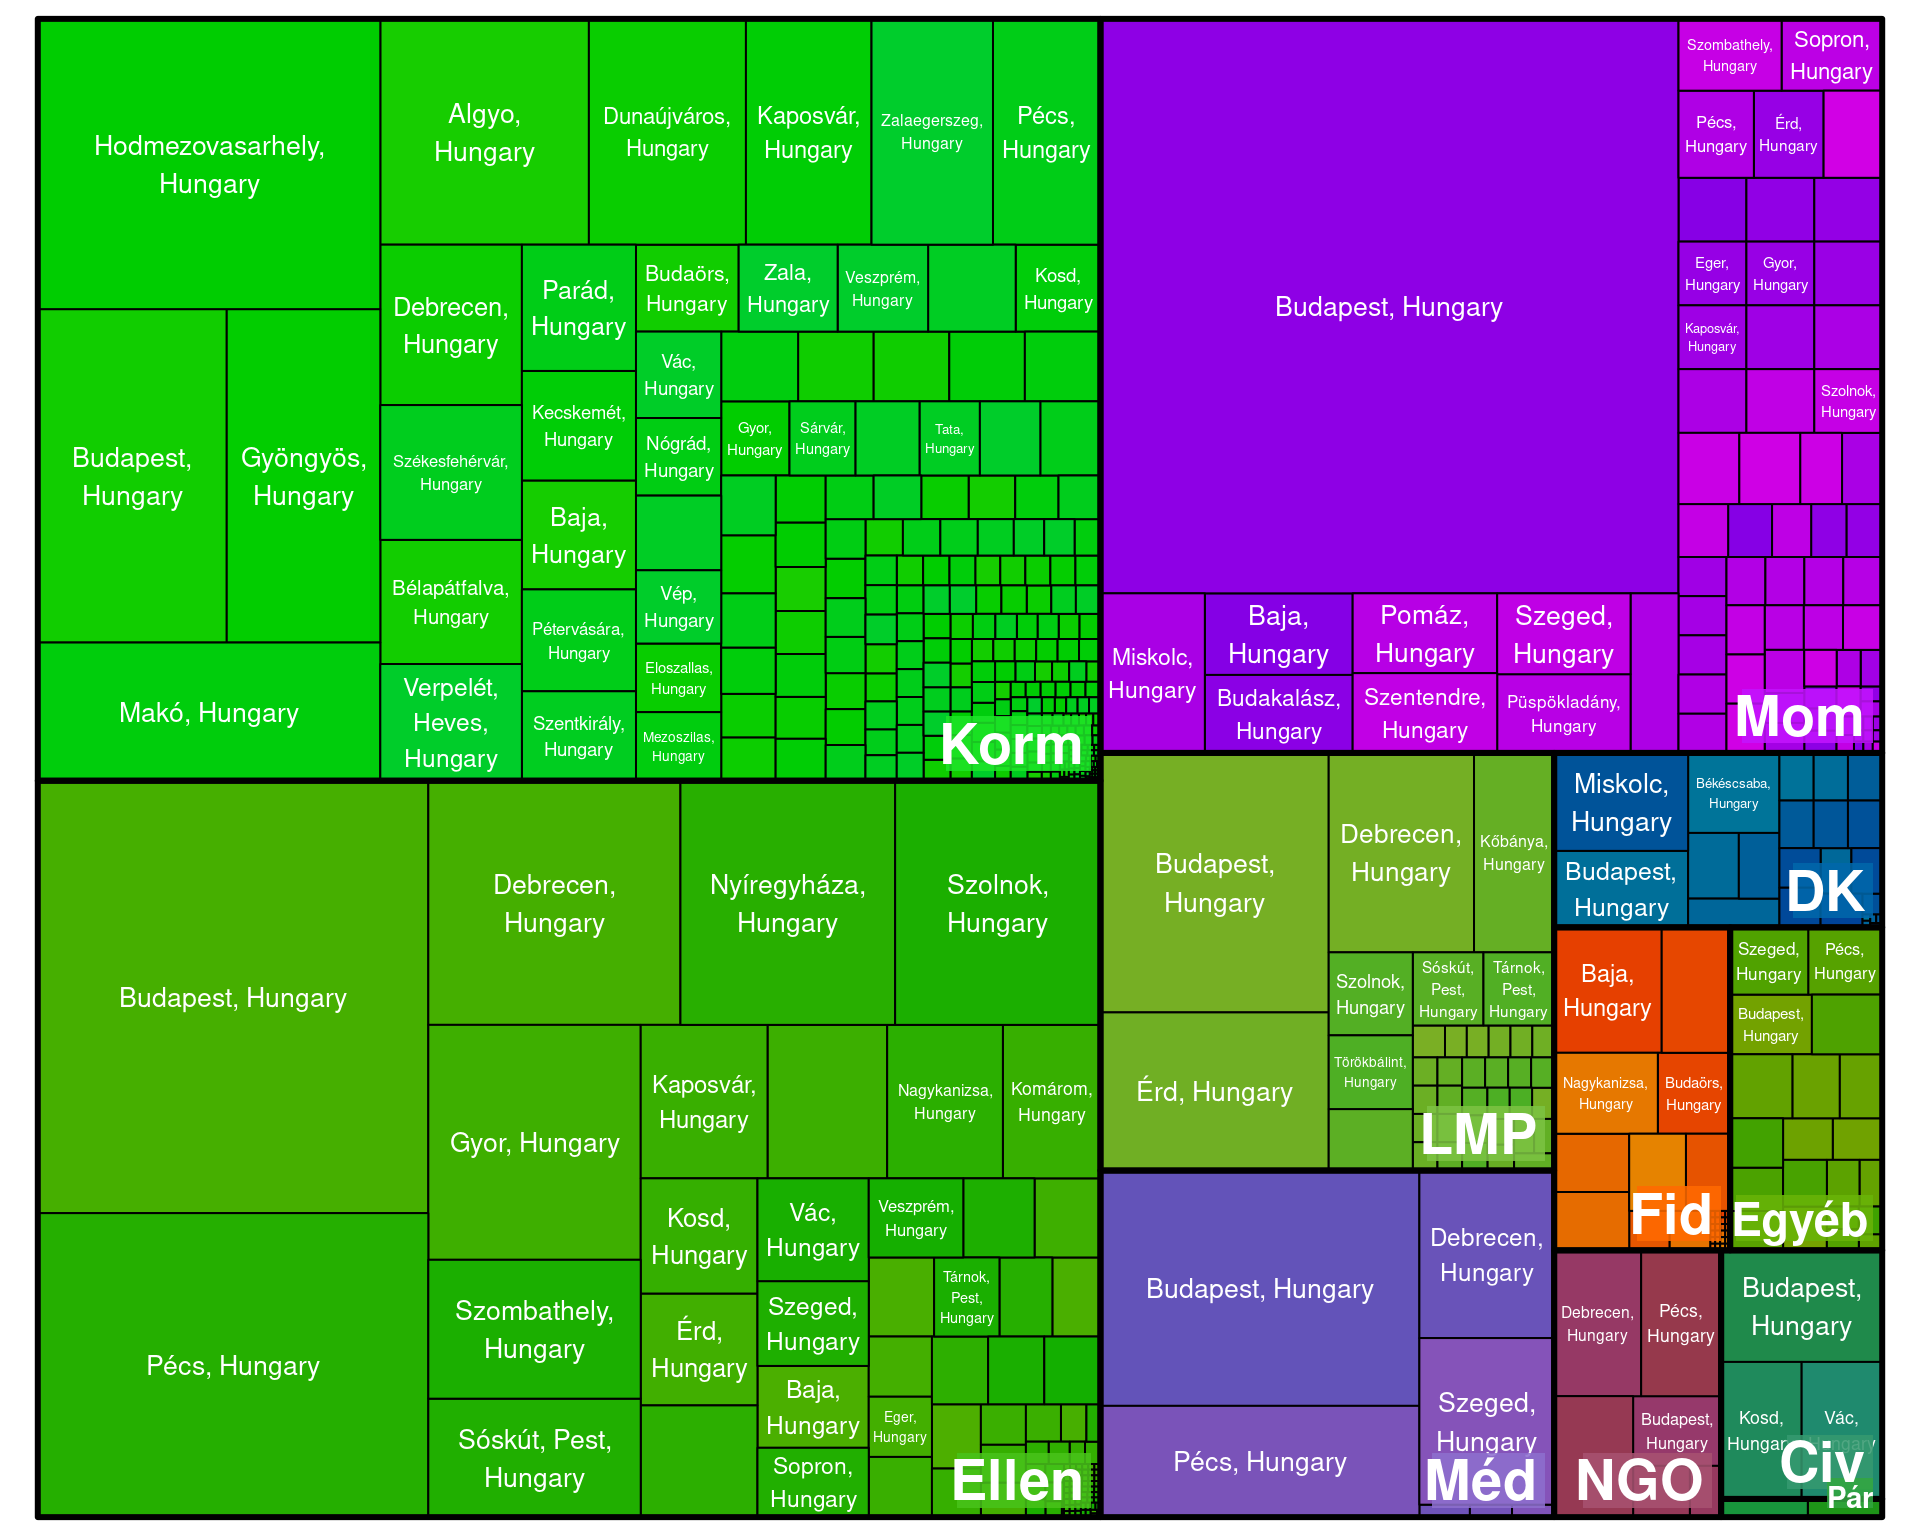 Hodmezovasarhely,
Hungary
Algyo,
Hungary
Dunaújváros,
Hungary
Kaposvár,
Hungary
Zalaegerszeg,
Hungary
Pécs,
Hungary
Budapest,
Hungary
Gyöngyös,
Hungary
Makó, Hungary
Debrecen,
Hungary
Székesfehérvár,
Hungary
Bélapátfalva,
Hungary
Verpelét,
Heves,
Hungary
Parád,
Hungary
Kecskemét,
Hungary
Baja,
Hungary
Pétervására,
Hungary
Szentkirály,
Hungary
Budaörs,
Hungary
Zala,
Hungary
Veszprém,
Hungary
Kosd,
Hungary
Vác,
Hungary
Nógrád,
Hungary
Vép,
Hungary
Eloszallas,
Hungary
Mezoszilas,
Hungary
Gyor,
Hungary
Sárvár,
Hungary
Tata,
Hungary
Korm
Budapest, Hungary
Miskolc,
Hungary
Baja,
Hungary
Budakalász,
Hungary
Pomáz,
Hungary
Szentendre,
Hungary
Szeged,
Hungary
Püspökladány,
Hungary
Szombathely,
Hungary
Sopron,
Hungary
Pécs,
Hungary
Érd,
Hungary
Eger,
Hungary
Gyor,
Hungary
Kaposvár,
Hungary
Szolnok,
Hungary
Mom
Budapest, Hungary
Pécs, Hungary
Debrecen,
Hungary
Nyíregyháza,
Hungary
Szolnok,
Hungary
Gyor, Hungary
Szombathely,
Hungary
Sóskút, Pest,
Hungary
Kaposvár,
Hungary
Nagykanizsa,
Hungary
Komárom,
Hungary
Kosd,
Hungary
Érd,
Hungary
Vác,
Hungary
Szeged,
Hungary
Baja,
Hungary
Sopron,
Hungary
Veszprém,
Hungary
Tárnok,
Pest,
Hungary
Eger,
Hungary
Ellen
Budapest,
Hungary
Érd, Hungary
Debrecen,
Hungary
Kőbánya,
Hungary
Szolnok,
Hungary
Sóskút,
Pest,
Hungary
Tárnok,
Pest,
Hungary
Törökbálint,
Hungary
LMP
Budapest, Hungary
Pécs, Hungary
Debrecen,
Hungary
Szeged,
Hungary
Méd
Miskolc,
Hungary
Budapest,
Hungary
Békéscsaba,
Hungary
DK
Baja,
Hungary
Nagykanizsa,
Hungary
Budaörs,
Hungary
Fid
Szeged,
Hungary
Pécs,
Hungary
Budapest,
Hungary
Egyéb
Debrecen,
Hungary
Pécs,
Hungary
Budapest,
Hungary
NGO
Budapest,
Hungary
Kosd,
Hungary
Vác,
Hungary
Civ
Pár